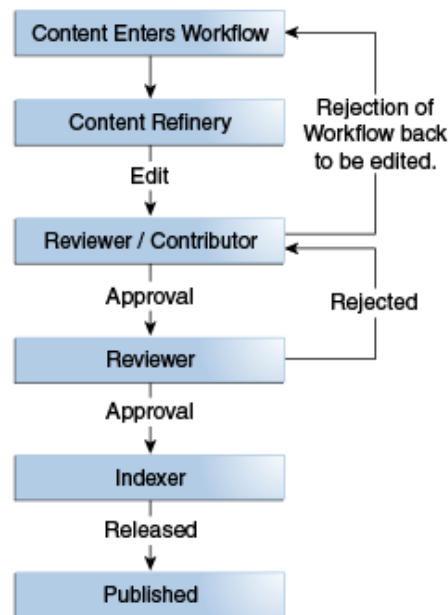 Content Enters Workflow
Content Refinery
Rejection of
Workflow back
to be edited.
Edit
Reviewer / Contributor
Approval
Rejected
Reviewer
Approval
Indexer
Released
Published